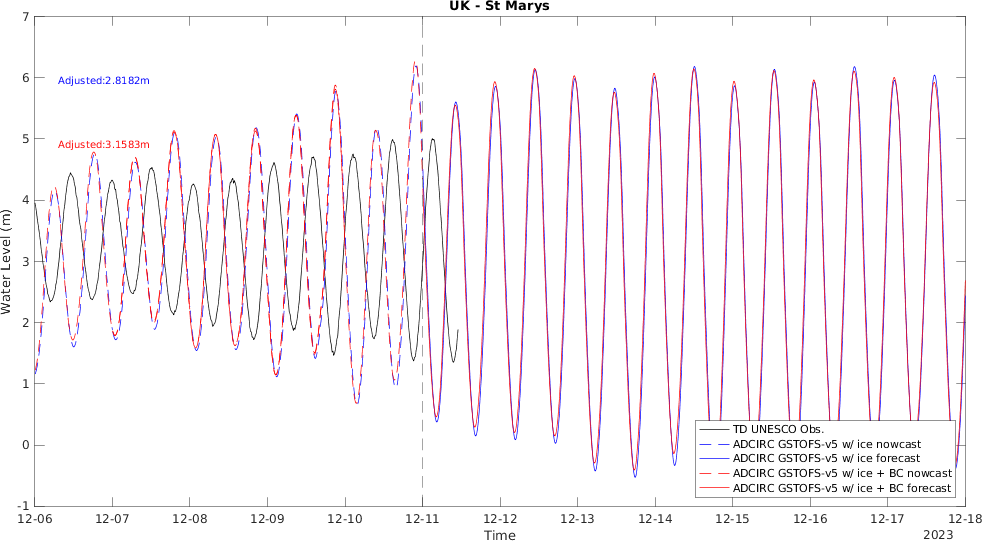 UK - St Marys
7
6
5
4
3
2
1
0
-1
Water Level (m)
Adjusted:2.8182m
Adjusted:3.1583m
TD UNESCO Obs.
ADCIRC GSTOFS-v5 w/ ice nowcast
ADCIRC GSTOFS-v5 w/ ice forecast
ADCIRC GSTOFS-v5 w/ ice + BC nowcast
ADCIRC GSTOFS-v5 w/ ice + BC forecast
12-06 12-07 12-08 12-09 12-10 12-11 12-12 12-13 12-14 12-15 12-16 12-17 12-18
Time
2023